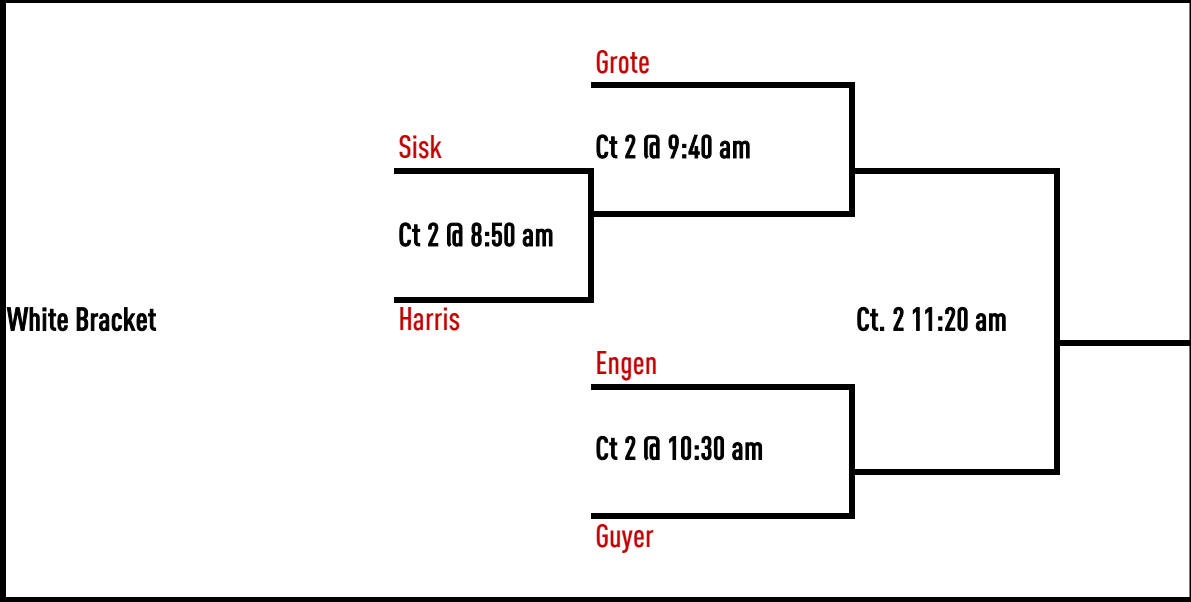 Grote
Sisk
Ct 2 @ 9:40 am
Ct 2 @ 8:50 am
White Bracket
Harris
Ct. 2 11:20 am
Engen
Ct 2 @ 10:30 am
Guyer